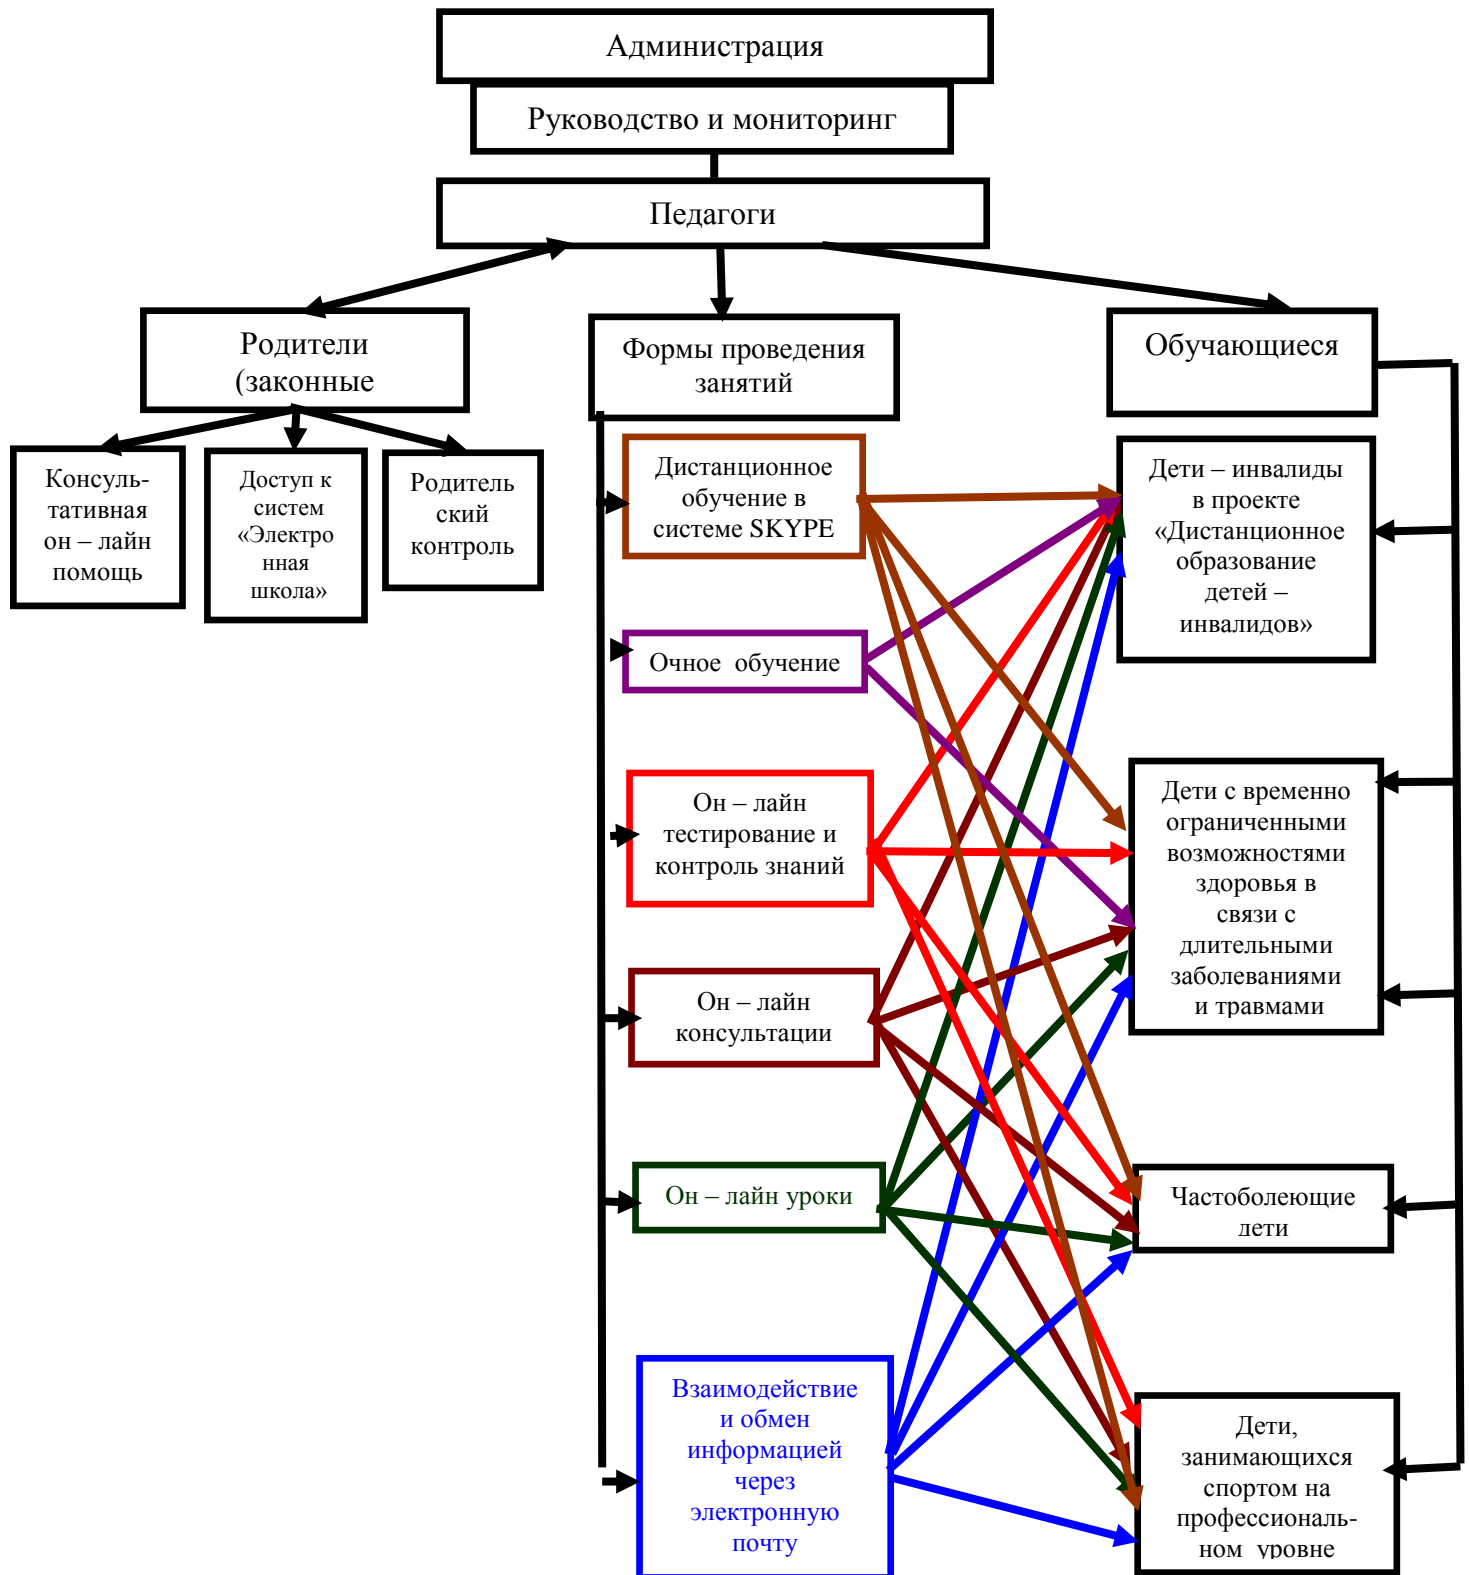 Администрация
Руководство и мониторинг
Педагоги
Родители
(законные
Формы проведения
занятий
Обучающиеся
Консуль-
тативная
он – лайн
помощь
Доступ к
систем
«Электро
нная
школа»
Родитель
ский
контроль
Дистанционное
обучение в
системе SKYPE
Очное обучение
Он – лайн
тестирование и
контроль знаний
Он – лайн
консультации
Он – лайн уроки
Взаимодействие
и обмен
информацией
через
электронную
почту
Дети – инвалиды
в проекте
«Дистанционное
образование
детей –
инвалидов»
Дети с временно
ограниченными
возможностями
здоровья в
связи с
длительными
заболеваниями
и травмами
Частоболеющие
дети
Дети,
занимающихся
спортом на
профессиональ-
ном уровне